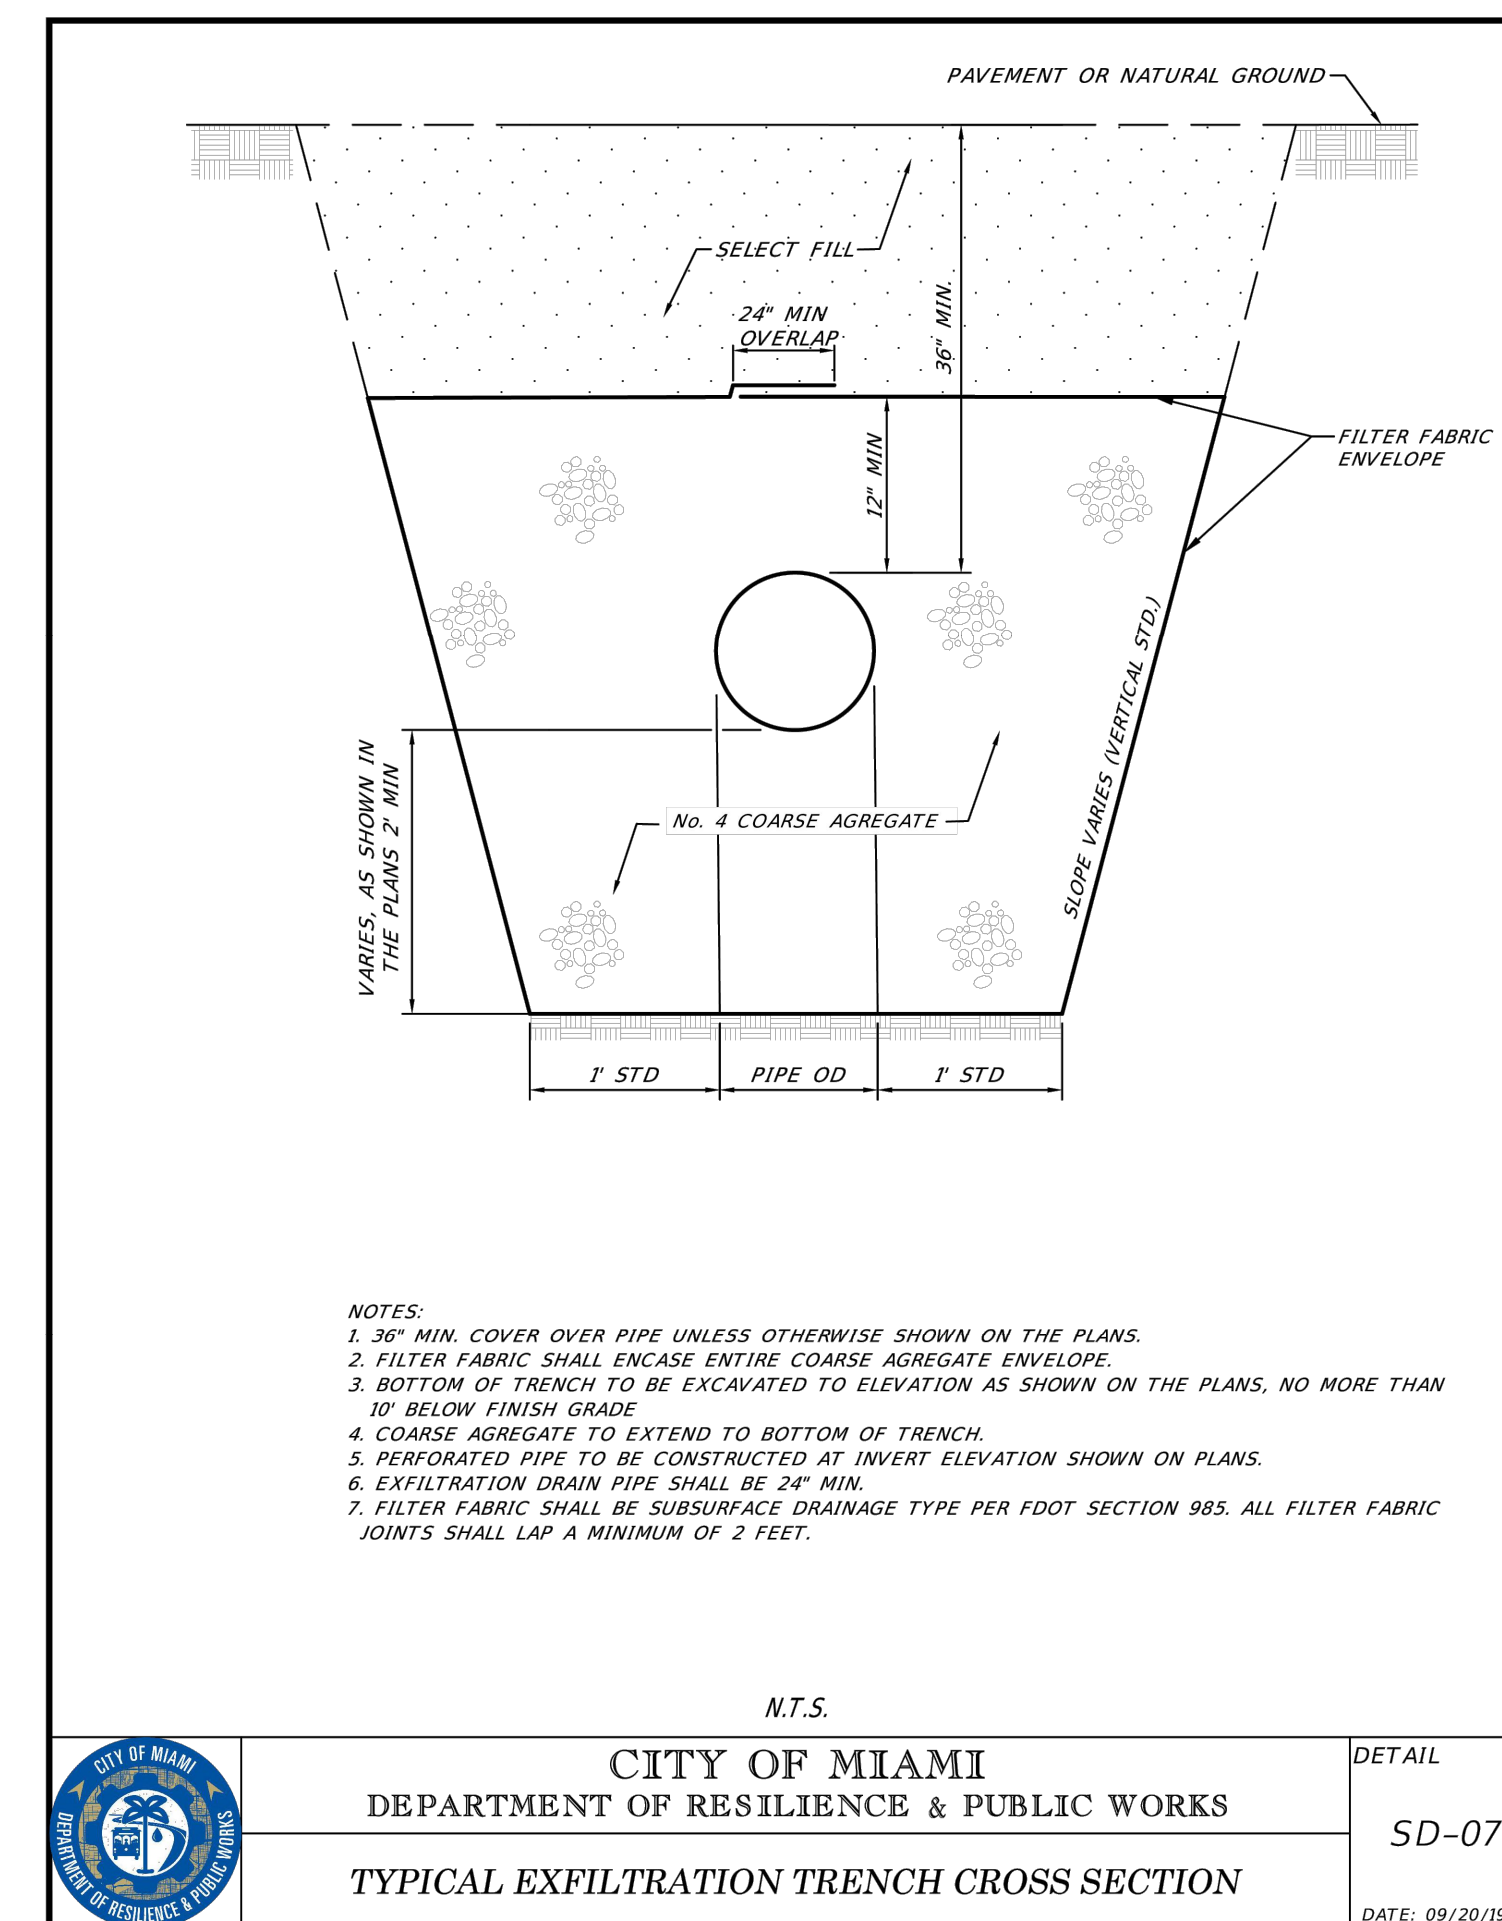 PAVEMENT OR NATURAL GROUND
SELECT FILL
24" MIN
OVERLAP
36" MIN.
12" MIN
FILTER FABRIC
ENVELOPE
SLOPE VARIES (VERTICAL STD.)
VARIES, AS SHOWN IN
THE PLANS 2' MIN
No. 4 COARSE AGREGATE
1' STD
PIPE OD
1' STD
NOTES:
1. 36" MIN. COVER OVER PIPE UNLESS OTHERWISE SHOWN ON THE PLANS.
2. FILTER FABRIC SHALL ENCASE ENTIRE COARSE AGREGATE ENVELOPE.
3. BOTTOM OF TRENCH TO BE EXCAVATED TO ELEVATION AS SHOWN ON THE PLANS, NO MORE THAN
10' BELOW FINISH GRADE
4. COARSE AGREGATE TO EXTEND TO BOTTOM OF TRENCH.
5. PERFORATED PIPE TO BE CONSTRUCTED AT INVERT ELEVATION SHOWN ON PLANS.
6. EXFILTRATION DRAIN PIPE SHALL BE 24" MIN.
7. FILTER FABRIC SHALL BE SUBSURFACE DRAINAGE TYPE PER FDOT SECTION 985. ALL FILTER FABRIC
JOINTS SHALL LAP A MINIMUM OF 2 FEET.
N.T.S.
CITY OF MIAMI
DEPARTMENT OF RESILIENCE & PUBLIC WORKS
CITY OF MIAMI
DEPARTMENT OF RESILIENCE & PUBLIC WORKS
TYPICAL EXFILTRATION TRENCH CROSS SECTION
DETAIL
SD-07
DATE: 09/20/19